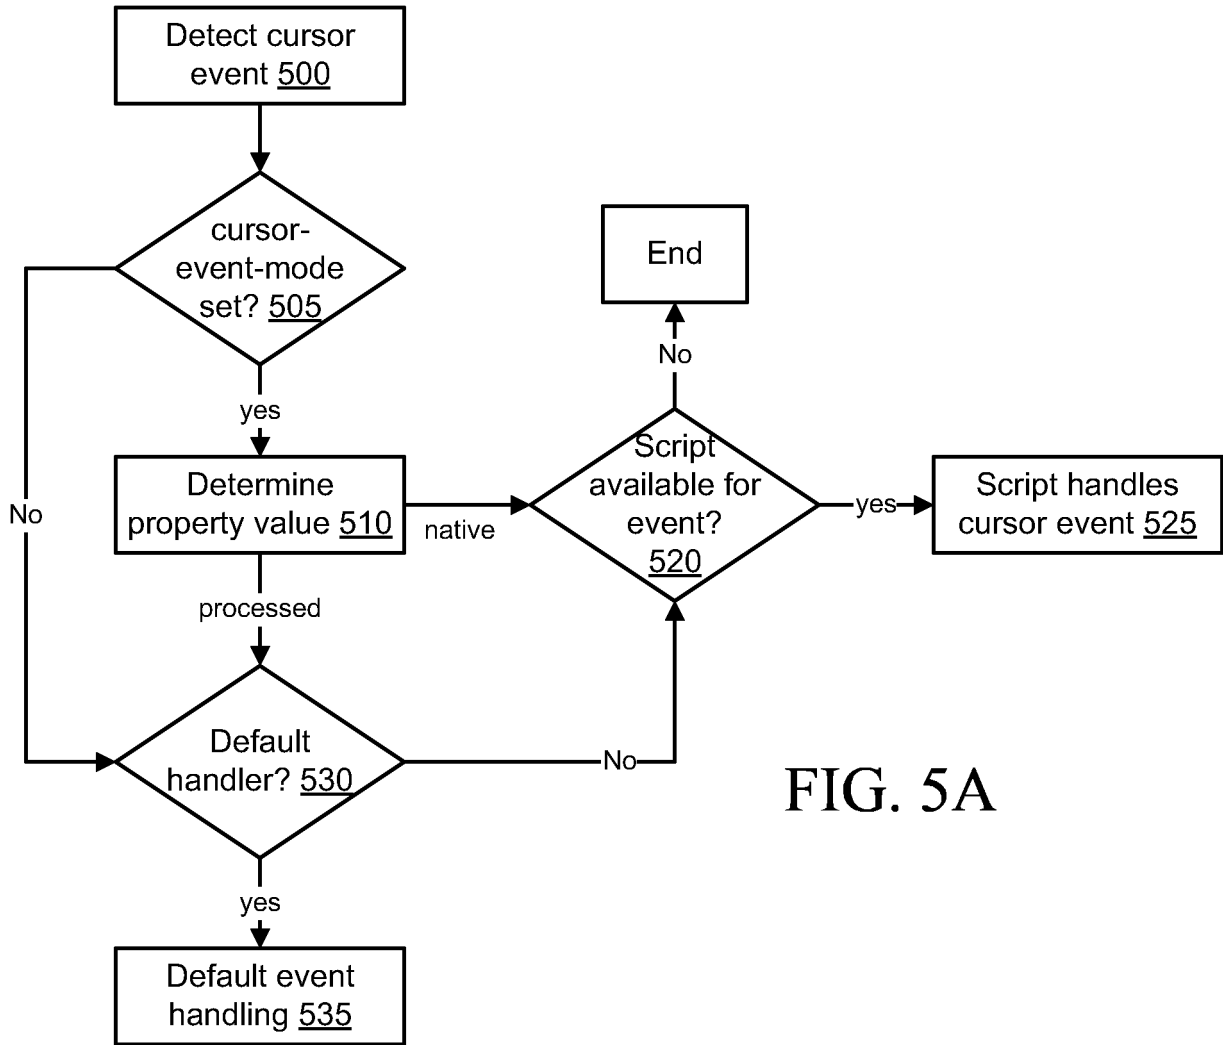 Detect cursor
event 500
cursor-
event-mode
set? 505
End
No
yes
Script
available for
event?
520
Determine
property value 510
native
yes
Script handles
cursor event 525
No
processed
Default
handler? 530
No
FIG. 5A
yes
Default event
handling 535